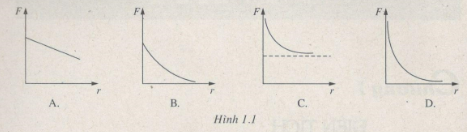 F F F F
r r r r
A. B. C. D.
Hình 1.1